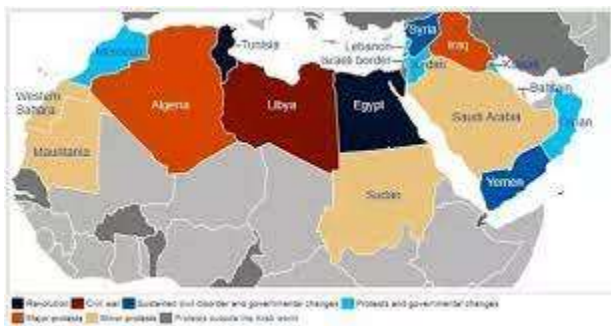 Syria
Tunisia
Lebanon
Iraq
Morocco
Israeli border
Jordan
Kuwait
Western
Sahara
Algeria
Libya
Egypt
Bahrain
Saudi Arabia
Oman
Mauritania
Sudan
Yemen
Revolution Civil war Sustained civil disorder and governmental changes Protests and governmental changes
Major protests Minor protests Protests outside the Arab world